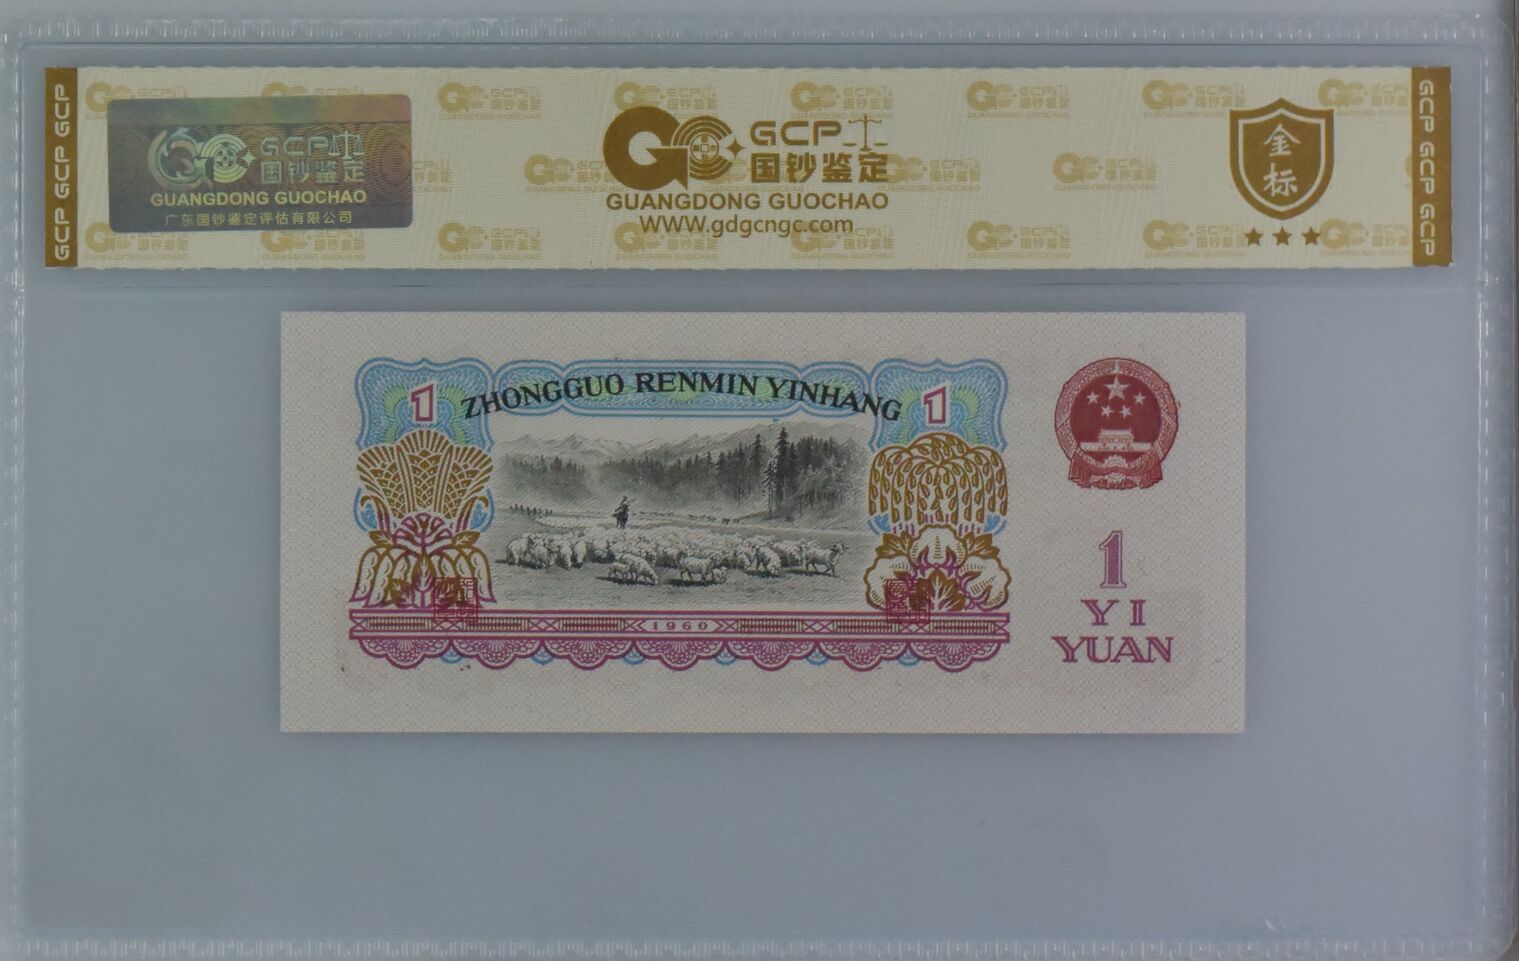 GCP GCP
GCP
国钞鉴定
GUANGDONG GUOCHAO
广东国钞鉴定评估有限公司
GCP
国钞鉴定
GUANGDONG GUOCHAO
WWW.gdgcngc.com
金标
GCP GCP GCP
ZHONGGUO RENMIN YINHANG
1
1
1960
1
YI
YUAN